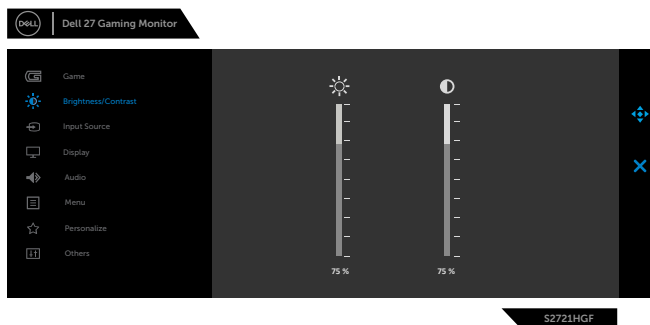 DELL
Dell 27 Gaming Monitor
Game
Brightness/Contrast
Input Source
Display
Audio
Menu
Personalize
Others
75 % 75 %
S2721HGF